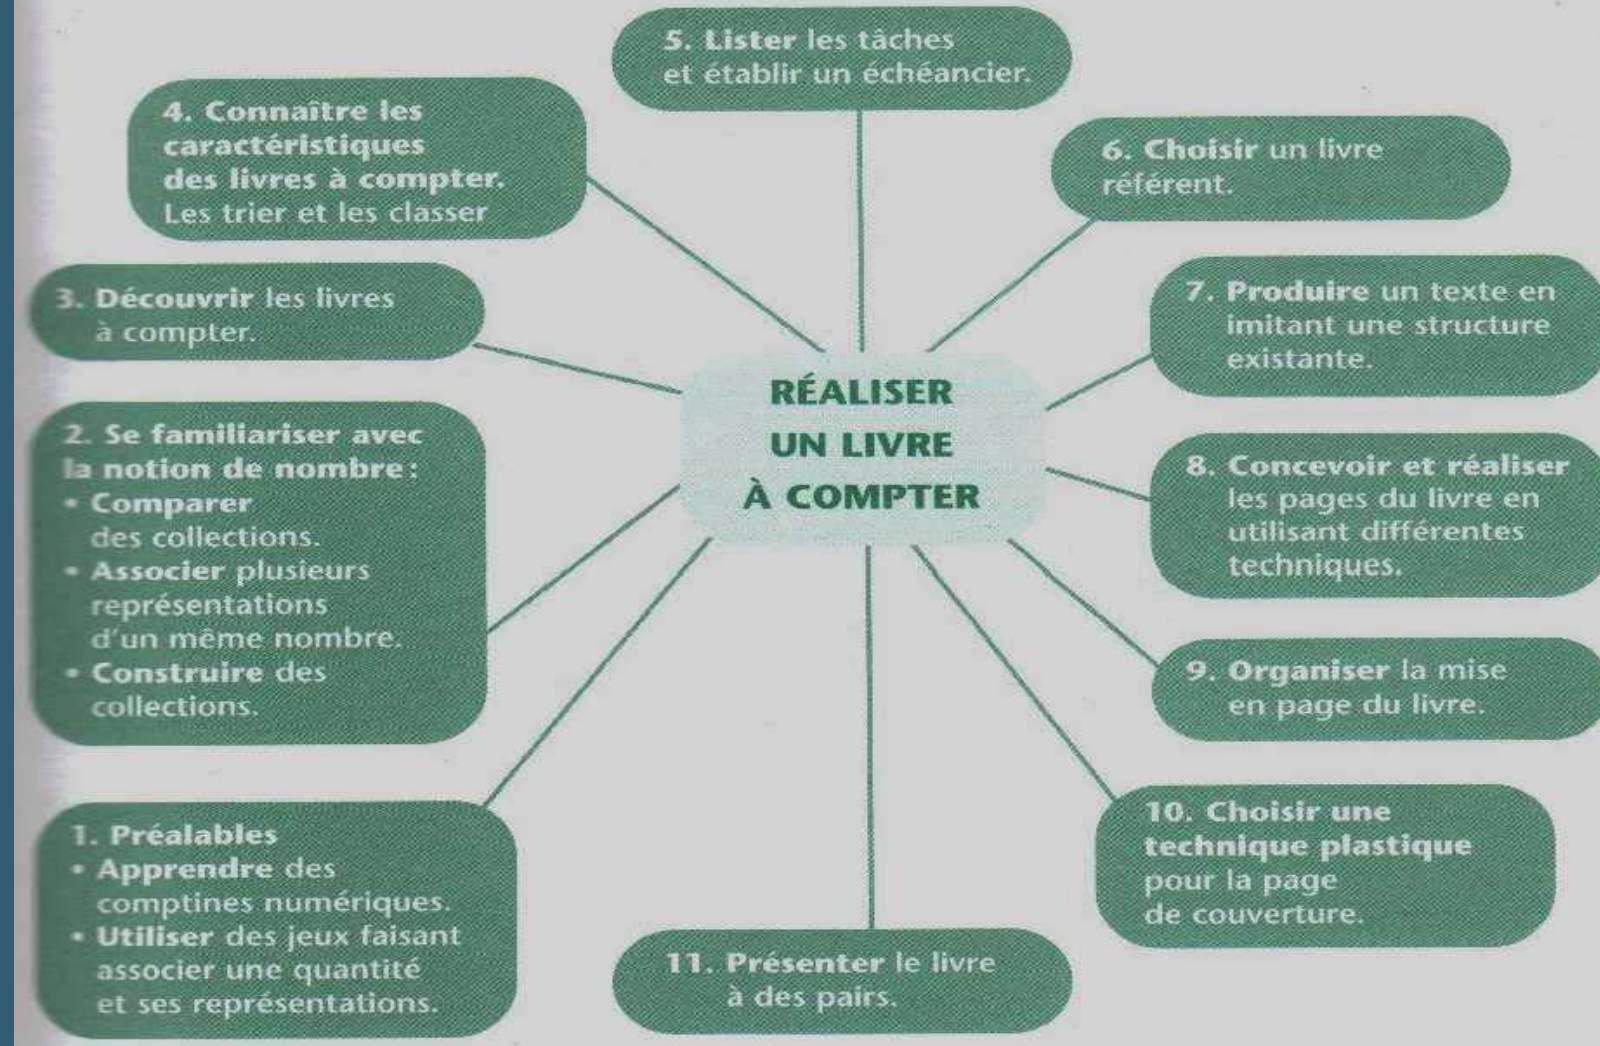 5. Lister les tâches
et établir un échéancier.
4. Connaître les
caractéristiques
des livres à compter.
Les trier et les classer
6. Choisir un livre
référent.
3. Découvrir les livres
à compter.
7. Produire un texte en
imitant une structure
existante.
RÉALISER
UN LIVRE
À COMPTER
2. Se familiariser avec
la notion de nombre :
• Comparer
des collections.
• Associer plusieurs
représentations
d'un même nombre.
• Construire des
collections.
8. Concevoir et réaliser
les pages du livre en
utilisant différentes
techniques.
9. Organiser la mise
en page du livre.
1. Préalables
• Apprendre des
comptines numériques.
• Utiliser des jeux faisant
associer une quantité
et ses représentations.
10. Choisir une
technique plastique
pour la page
de couverture.
11. Présenter le livre
à des pairs.